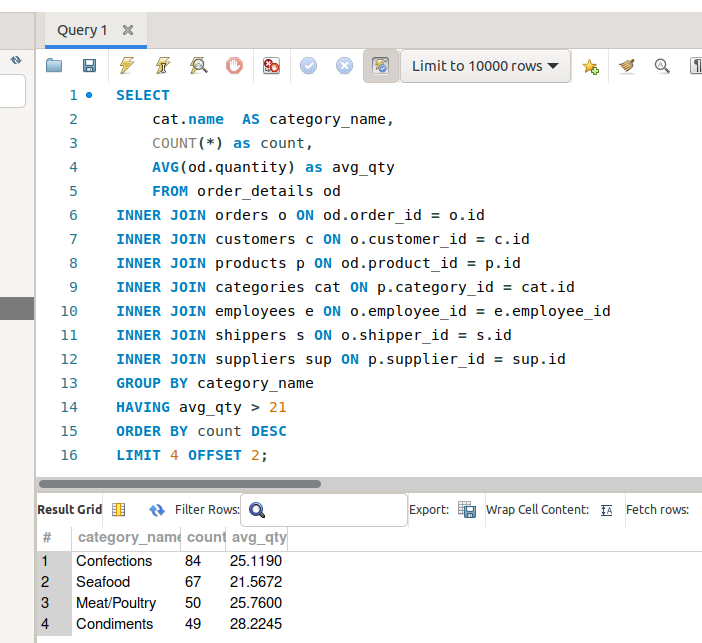 Query 1
Limit to 10000 rows
1 SELECT
2 cat.name AS category_name,
3 COUNT(*) as count,
4 AVG(od.quantity) as avg_qty
5 FROM order_details od
6 INNER JOIN orders o ON od.order_id = o.id
7 INNER JOIN customers c ON o.customer_id = c.id
8 INNER JOIN products p ON od.product_id = p.id
9 INNER JOIN categories cat ON p.category_id = cat.id
10 INNER JOIN employees e ON o.employee_id = e.employee_id
11 INNER JOIN shippers s ON o.shipper_id = s.id
12 INNER JOIN suppliers sup ON p.supplier_id = sup.id
13 GROUP BY category_name
14 HAVING avg_qty > 21
15 ORDER BY count DESC
16 LIMIT 4 OFFSET 2;
Result Grid Filter Rows: Export: Wrap Cell Content: Fetch rows:
# category_name count avg_qty
1 Confections 84 25.1190
2 Seafood 67 21.5672
3 Meat/Poultry 50 25.7600
4 Condiments 49 28.2245